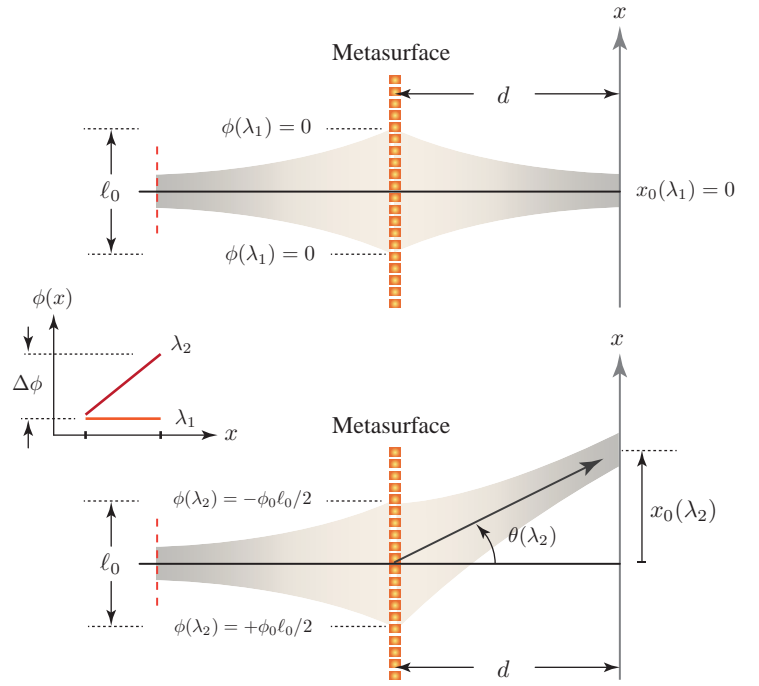 x
Metasurface
d
ϕ(λ₁) = 0
ℓ₀
x₀(λ₁) = 0
ϕ(λ₁) = 0
ϕ(x)
λ₂
Δϕ
λ₁
x
x
Metasurface
ϕ(λ₂) = −ϕ₀ℓ₀/2
x₀(λ₂)
θ(λ₂)
ℓ₀
ϕ(λ₂) = +ϕ₀ℓ₀/2
d